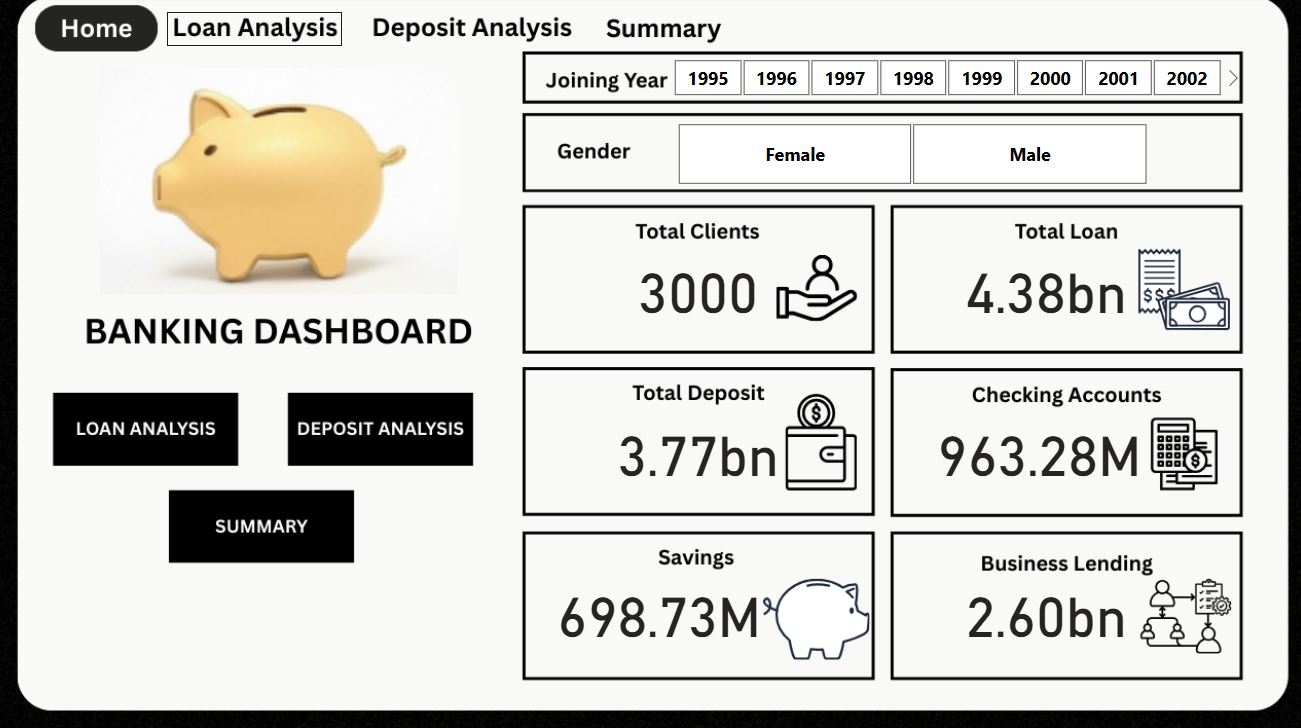 Home Loan Analysis Deposit Analysis Summary
BANKING DASHBOARD
LOAN ANALYSIS DEPOSIT ANALYSIS
SUMMARY
Joining Year 1995 1996 1997 1998 1999 2000 2001 2002
Gender Female Male
Total Clients
3000
Total Loan
4.38bn
$$$
Total Deposit
3.77bn
$
Checking Accounts
963.28M
$
Savings
698.73M
Business Lending
2.60bn